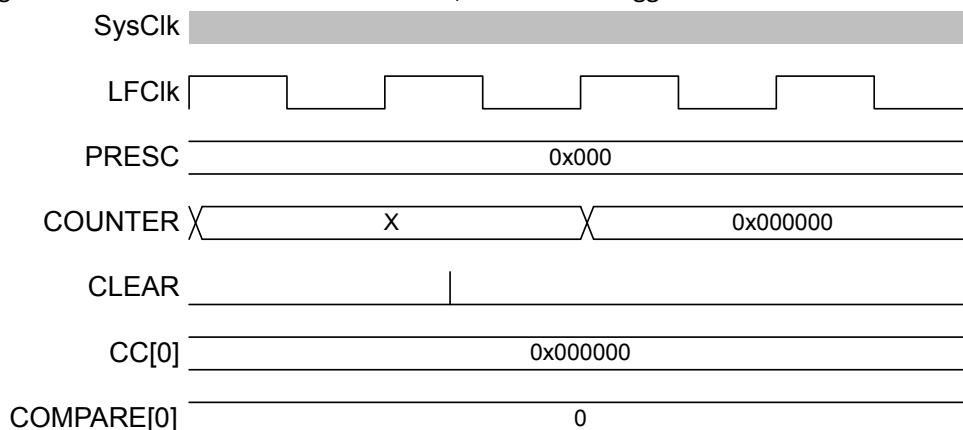 SysClk
LFClk
PRESC 0x000
COUNTER X 0x000000
CLEAR
CC[0] 0x000000
COMPARE[0] 0